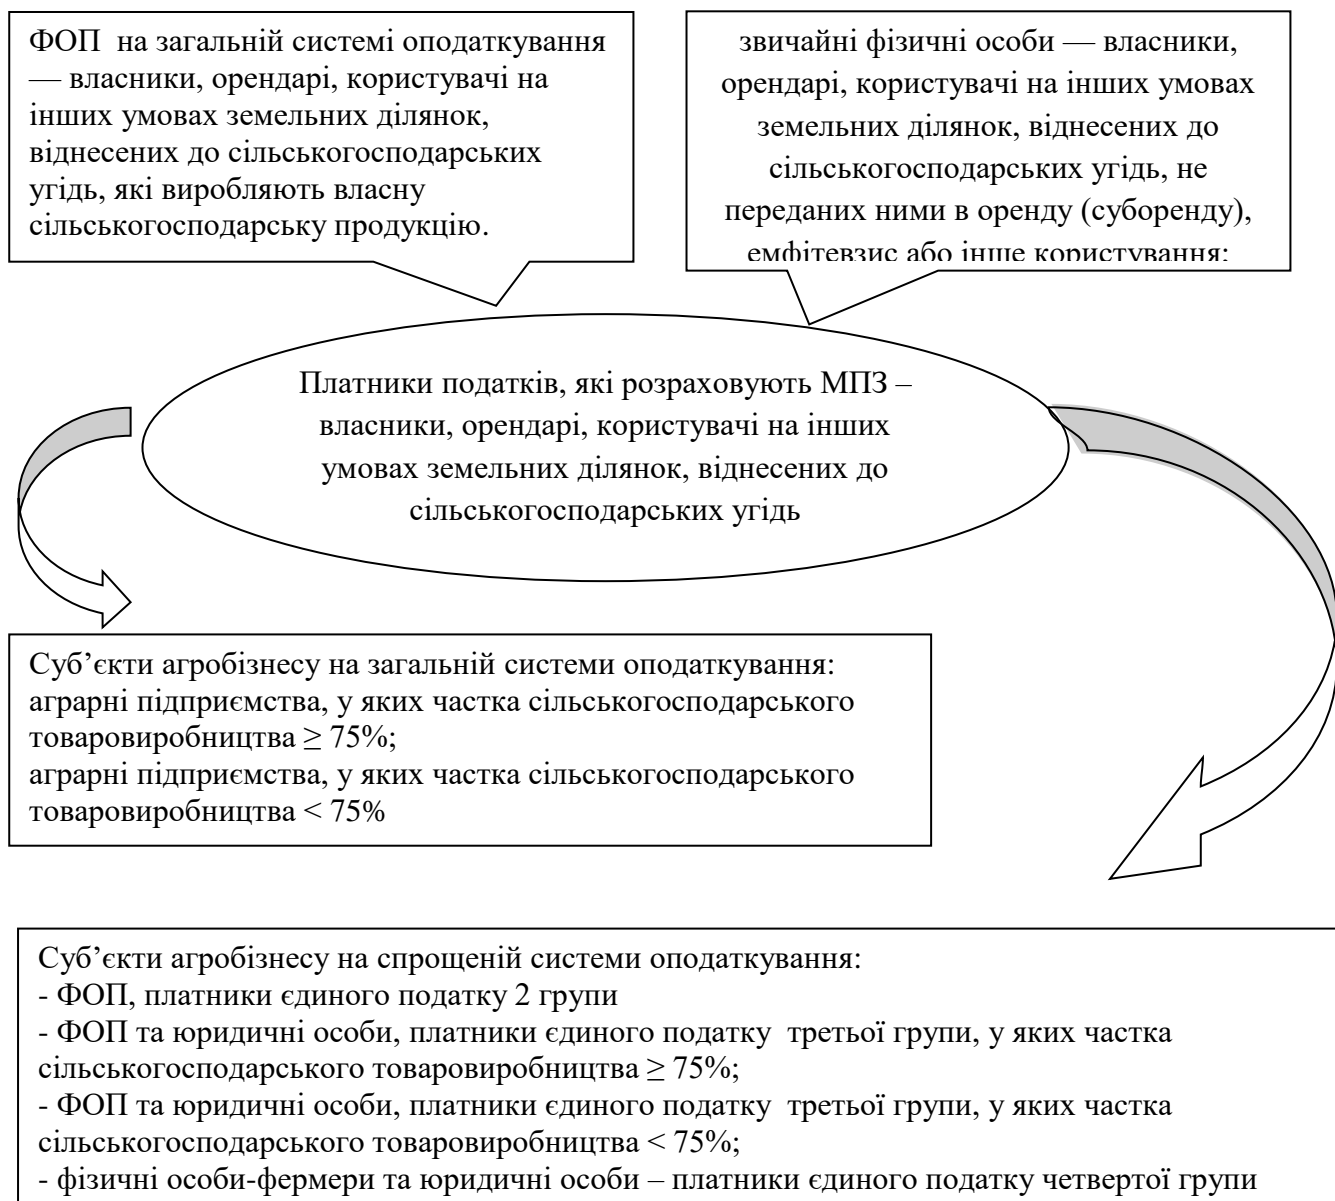 ФОП  на загальній системі оподаткування
— власники, орендарі, користувачі на
інших умовах земельних ділянок,
віднесених до сільськогосподарських
угідь, які виробляють власну
сільськогосподарську продукцію.
звичайні фізичні особи — власники,
орендарі, користувачі на інших умовах
земельних ділянок, віднесених до
сільськогосподарських угідь, не
переданих ними в оренду (суборенду),
емфітевзис або інше користування;
Платники податків, які розраховують МПЗ –
власники, орендарі, користувачі на інших
умовах земельних ділянок, віднесених до
сільськогосподарських угідь
Суб’єкти агробізнесу на загальній системи оподаткування:
аграрні підприємства, у яких частка сільськогосподарського
товаровиробництва ≥ 75%;
аграрні підприємства, у яких частка сільськогосподарського
товаровиробництва < 75%
Суб’єкти агробізнесу на спрощеній системи оподаткування:
- ФОП, платники єдиного податку 2 групи
- ФОП та юридичні особи, платники єдиного податку  третьої групи, у яких частка
сільськогосподарського товаровиробництва ≥ 75%;
- ФОП та юридичні особи, платники єдиного податку  третьої групи, у яких частка
сільськогосподарського товаровиробництва < 75%;
- фізичні особи-фермери та юридичні особи – платники єдиного податку четвертої групи